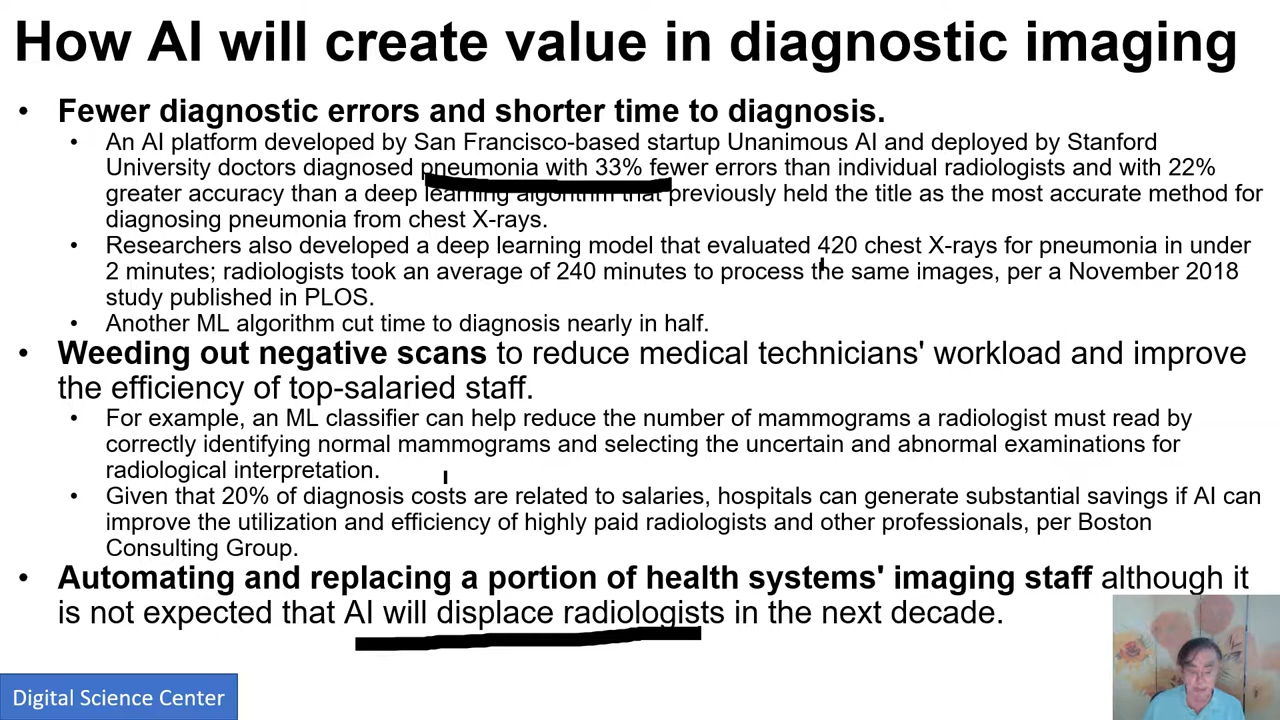 How AI will create value in diagnostic imaging
• Fewer diagnostic errors and shorter time to diagnosis.
• An AI platform developed by San Francisco-based startup Unanimous AI and deployed by Stanford
University doctors diagnosed pneumonia with 33% fewer errors than individual radiologists and with 22%
greater accuracy than a deep learning algorithm that previously held the title as the most accurate method for
diagnosing pneumonia from chest X-rays.
• Researchers also developed a deep learning model that evaluated 420 chest X-rays for pneumonia in under
2 minutes; radiologists took an average of 240 minutes to process the same images, per a November 2018
study published in PLOS.
• Another ML algorithm cut time to diagnosis nearly in half.
• Weeding out negative scans to reduce medical technicians' workload and improve
the efficiency of top-salaried staff.
• For example, an ML classifier can help reduce the number of mammograms a radiologist must read by
correctly identifying normal mammograms and selecting the uncertain and abnormal examinations for
radiological interpretation.
• Given that 20% of diagnosis costs are related to salaries, hospitals can generate substantial savings if AI can
improve the utilization and efficiency of highly paid radiologists and other professionals, per Boston
Consulting Group.
• Automating and replacing a portion of health systems' imaging staff although it
is not expected that AI will displace radiologists in the next decade.
Digital Science Center